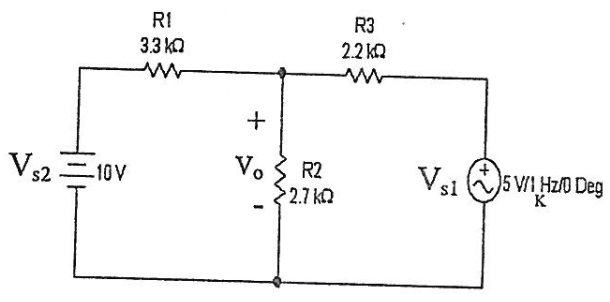 R1
3.3 kΩ
R3
2.2 kΩ
+
Vs2
10 V
Vo
R2
2.7 kΩ
-
Vs1
+
5 V/1 Hz/0 Deg
K